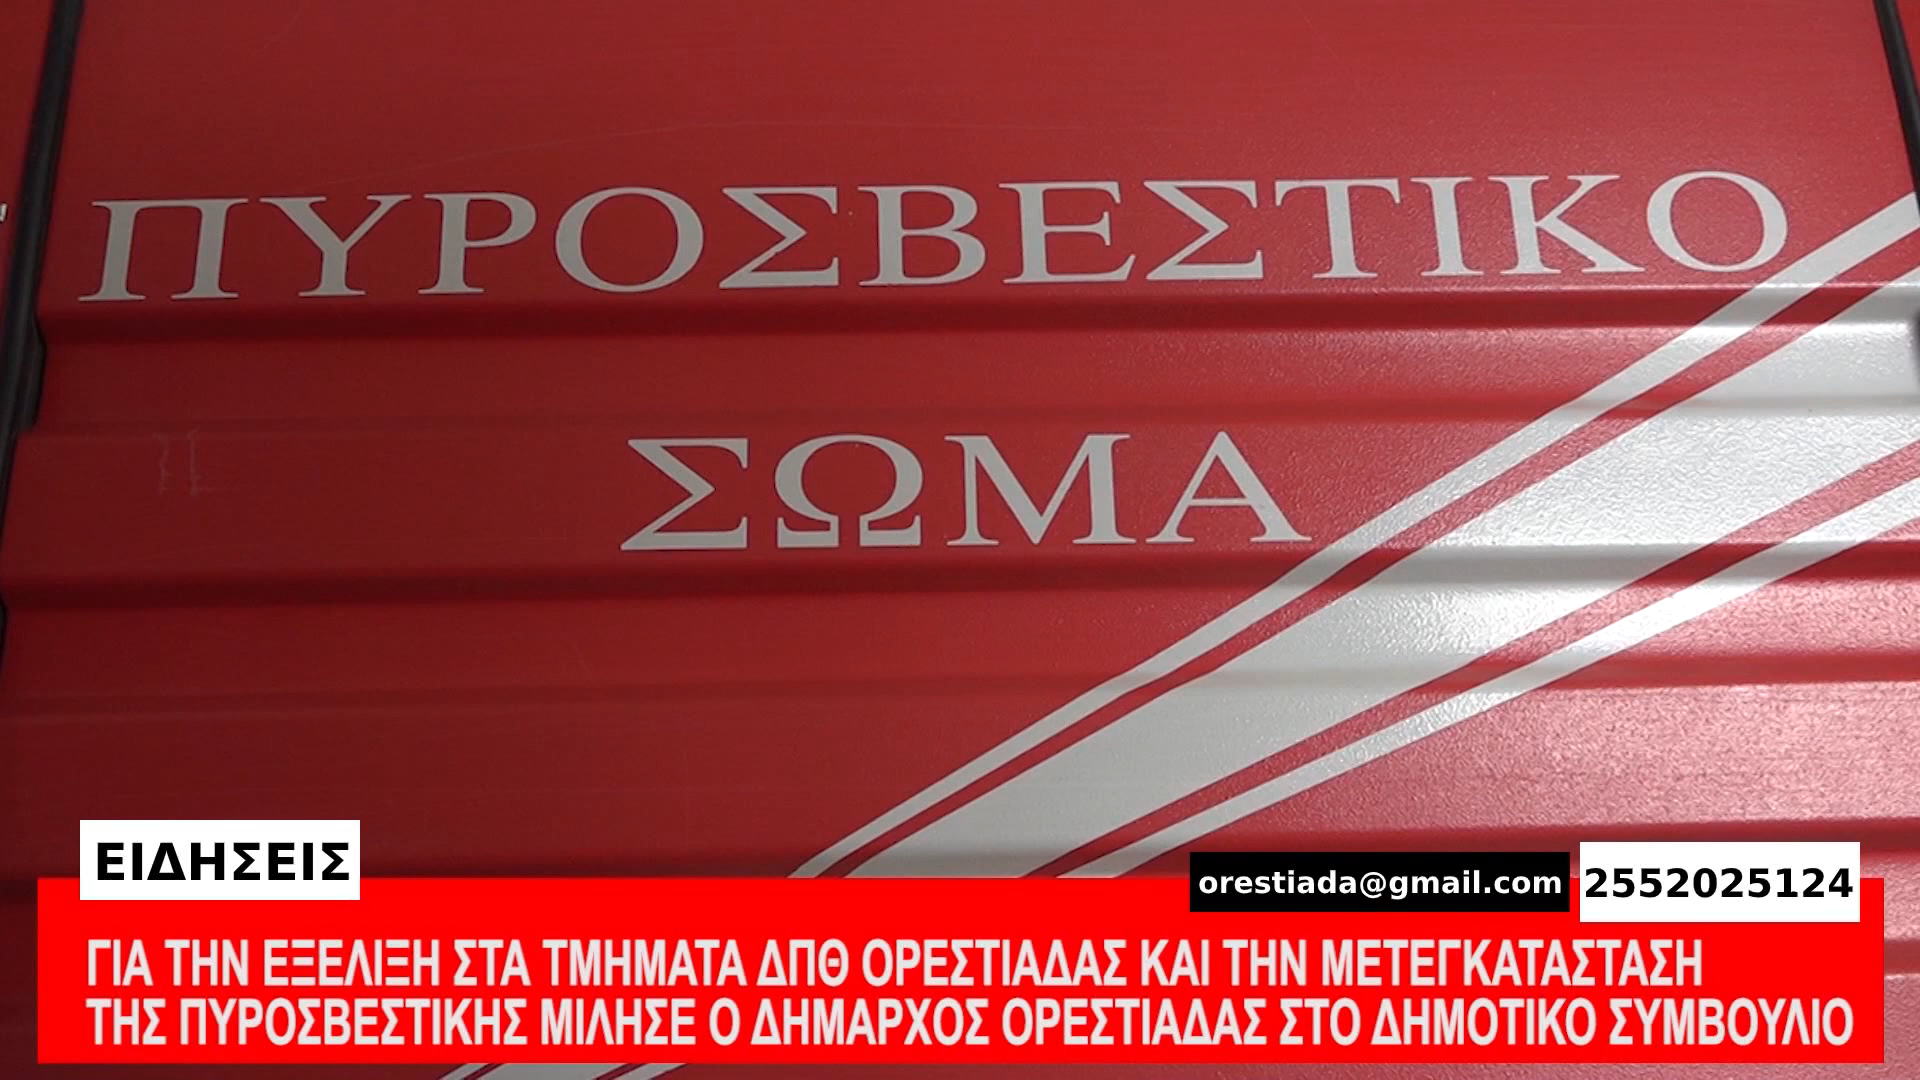 ΠΥΡΟΣΒΕΣΤΙΚΟ
ΣΩΜΑ
ΕΙΔΗΣΕΙΣ
orestiada@gmail.com
2552025124
ΓΙΑ ΤΗΝ ΕΞΕΛΙΞΗ ΣΤΑ ΤΜΗΜΑΤΑ ΔΠΘ ΟΡΕΣΤΙΑΔΑΣ ΚΑΙ ΤΗΝ ΜΕΤΕΓΚΑΤΑΣΤΑΣΗ
ΤΗΣ ΠΥΡΟΣΒΕΣΤΙΚΗΣ ΜΙΛΗΣΕ Ο ΔΗΜΑΡΧΟΣ ΟΡΕΣΤΙΑΔΑΣ ΣΤΟ ΔΗΜΟΤΙΚΟ ΣΥΜΒΟΥΛΙΟ